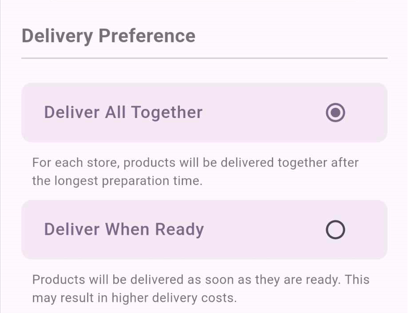 Delivery Preference
Deliver All Together
For each store, products will be delivered together after
the longest preparation time.
Deliver When Ready
Products will be delivered as soon as they are ready. This
may result in higher delivery costs.